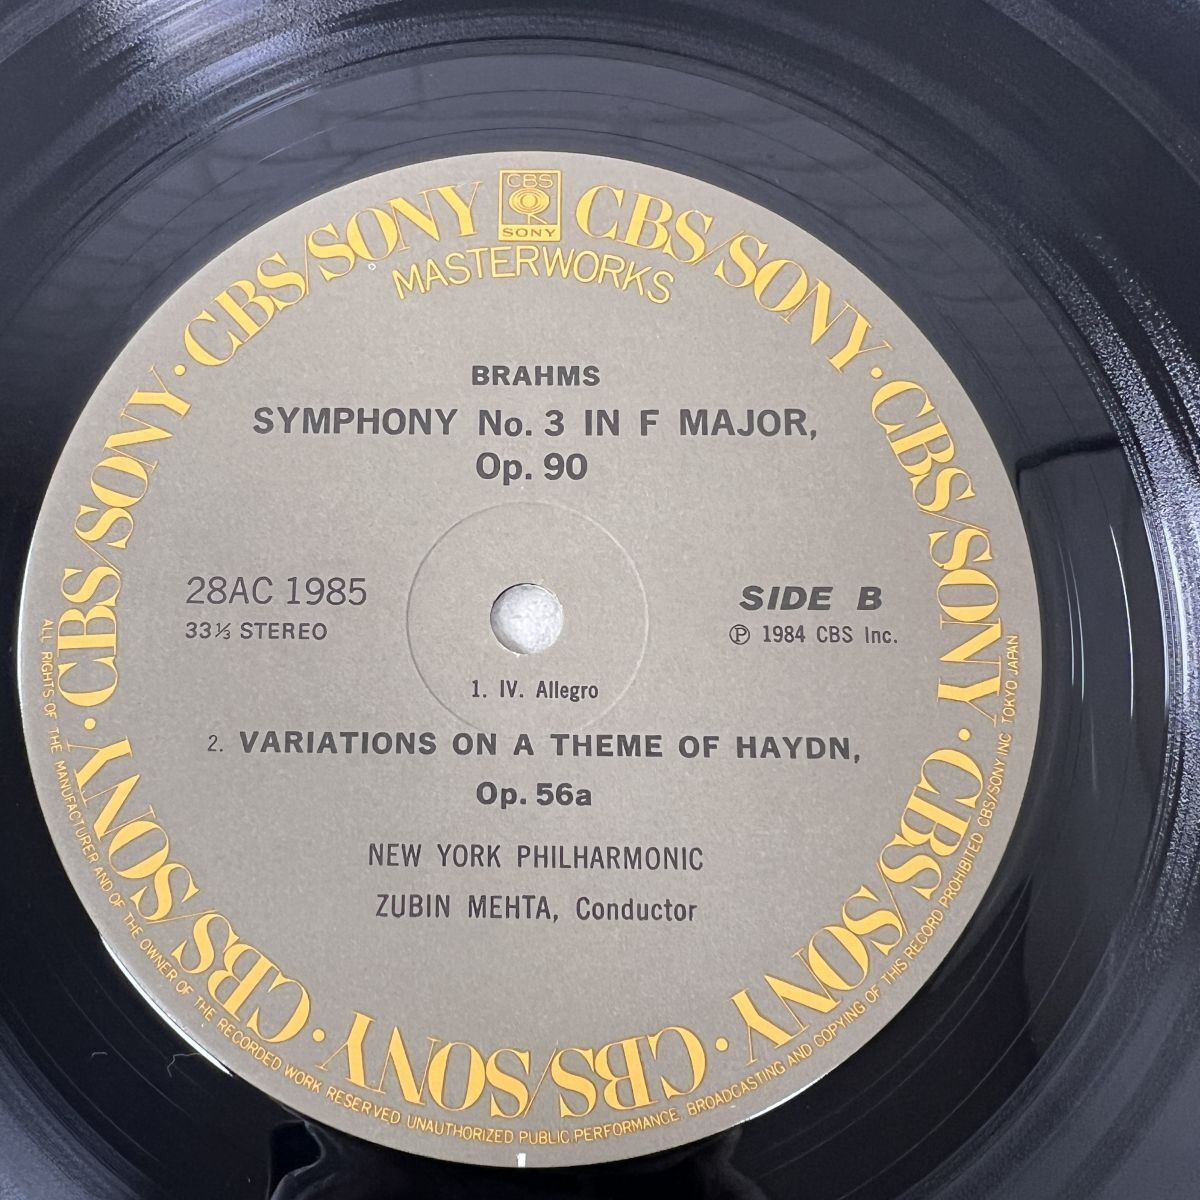 CBS/SONY · CBS/SONY · CBS/SONY · CBS/SONY · CBS/SONY · CBS/SONY · CBS/SONY · CBS/SONY · CBS/SONY
CBS
SONY
MASTERWORKS
BRAHMS
SYMPHONY No. 3 IN F MAJOR,
Op. 90
28AC 1985
33⅓ STEREO
SIDE B
Ⓟ 1984 CBS Inc.
1. IV. Allegro
2. VARIATIONS ON A THEME OF HAYDN,
Op. 56a
NEW YORK PHILHARMONIC
ZUBIN MEHTA, Conductor
ALL RIGHTS OF THE MANUFACTURER AND OF THE OWNER OF THE RECORDED WORK RESERVED UNAUTHORIZED PUBLIC PERFORMANCE, BROADCASTING AND COPYING OF THIS RECORD PROHIBITED CBS/SONY INC TOKYO JAPAN